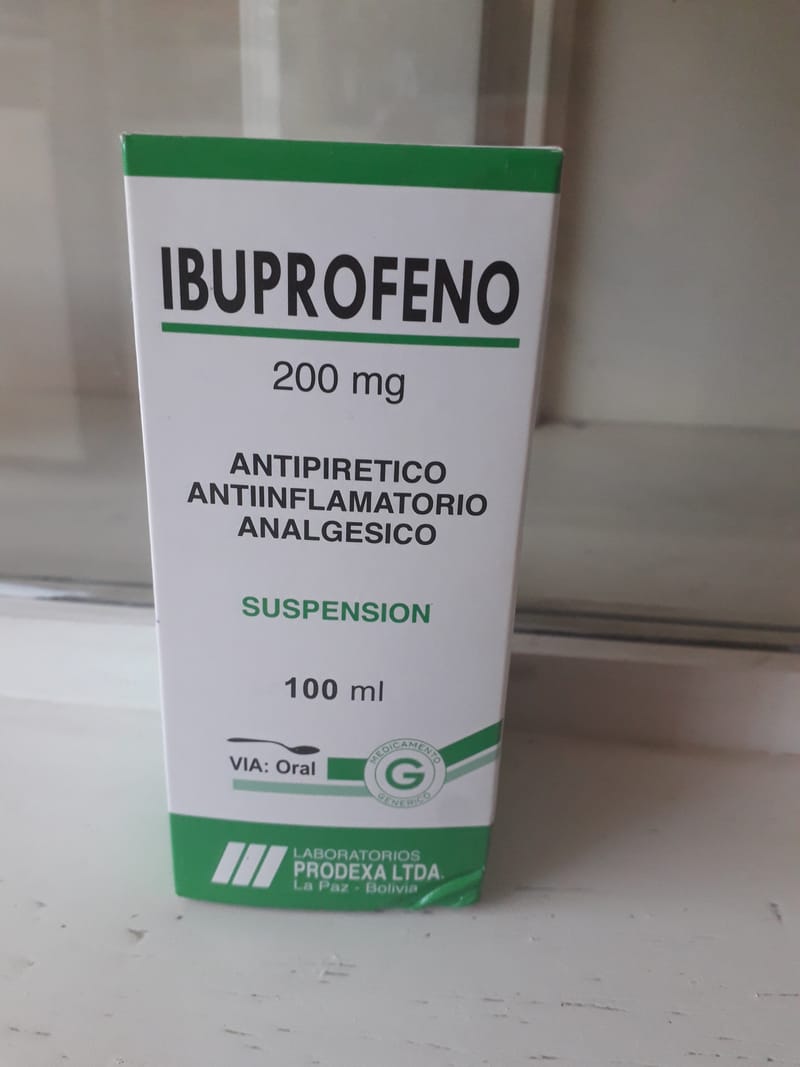 IBUPROFENO
200 mg
ANTIPIRETICO
ANTIINFLAMATORIO
ANALGESICO
SUSPENSION
100 ml
VIA: Oral
MEDICAMENTO
G
GENERICO
LABORATORIOS
PRODEXA LTDA.
La Paz - Bolivia